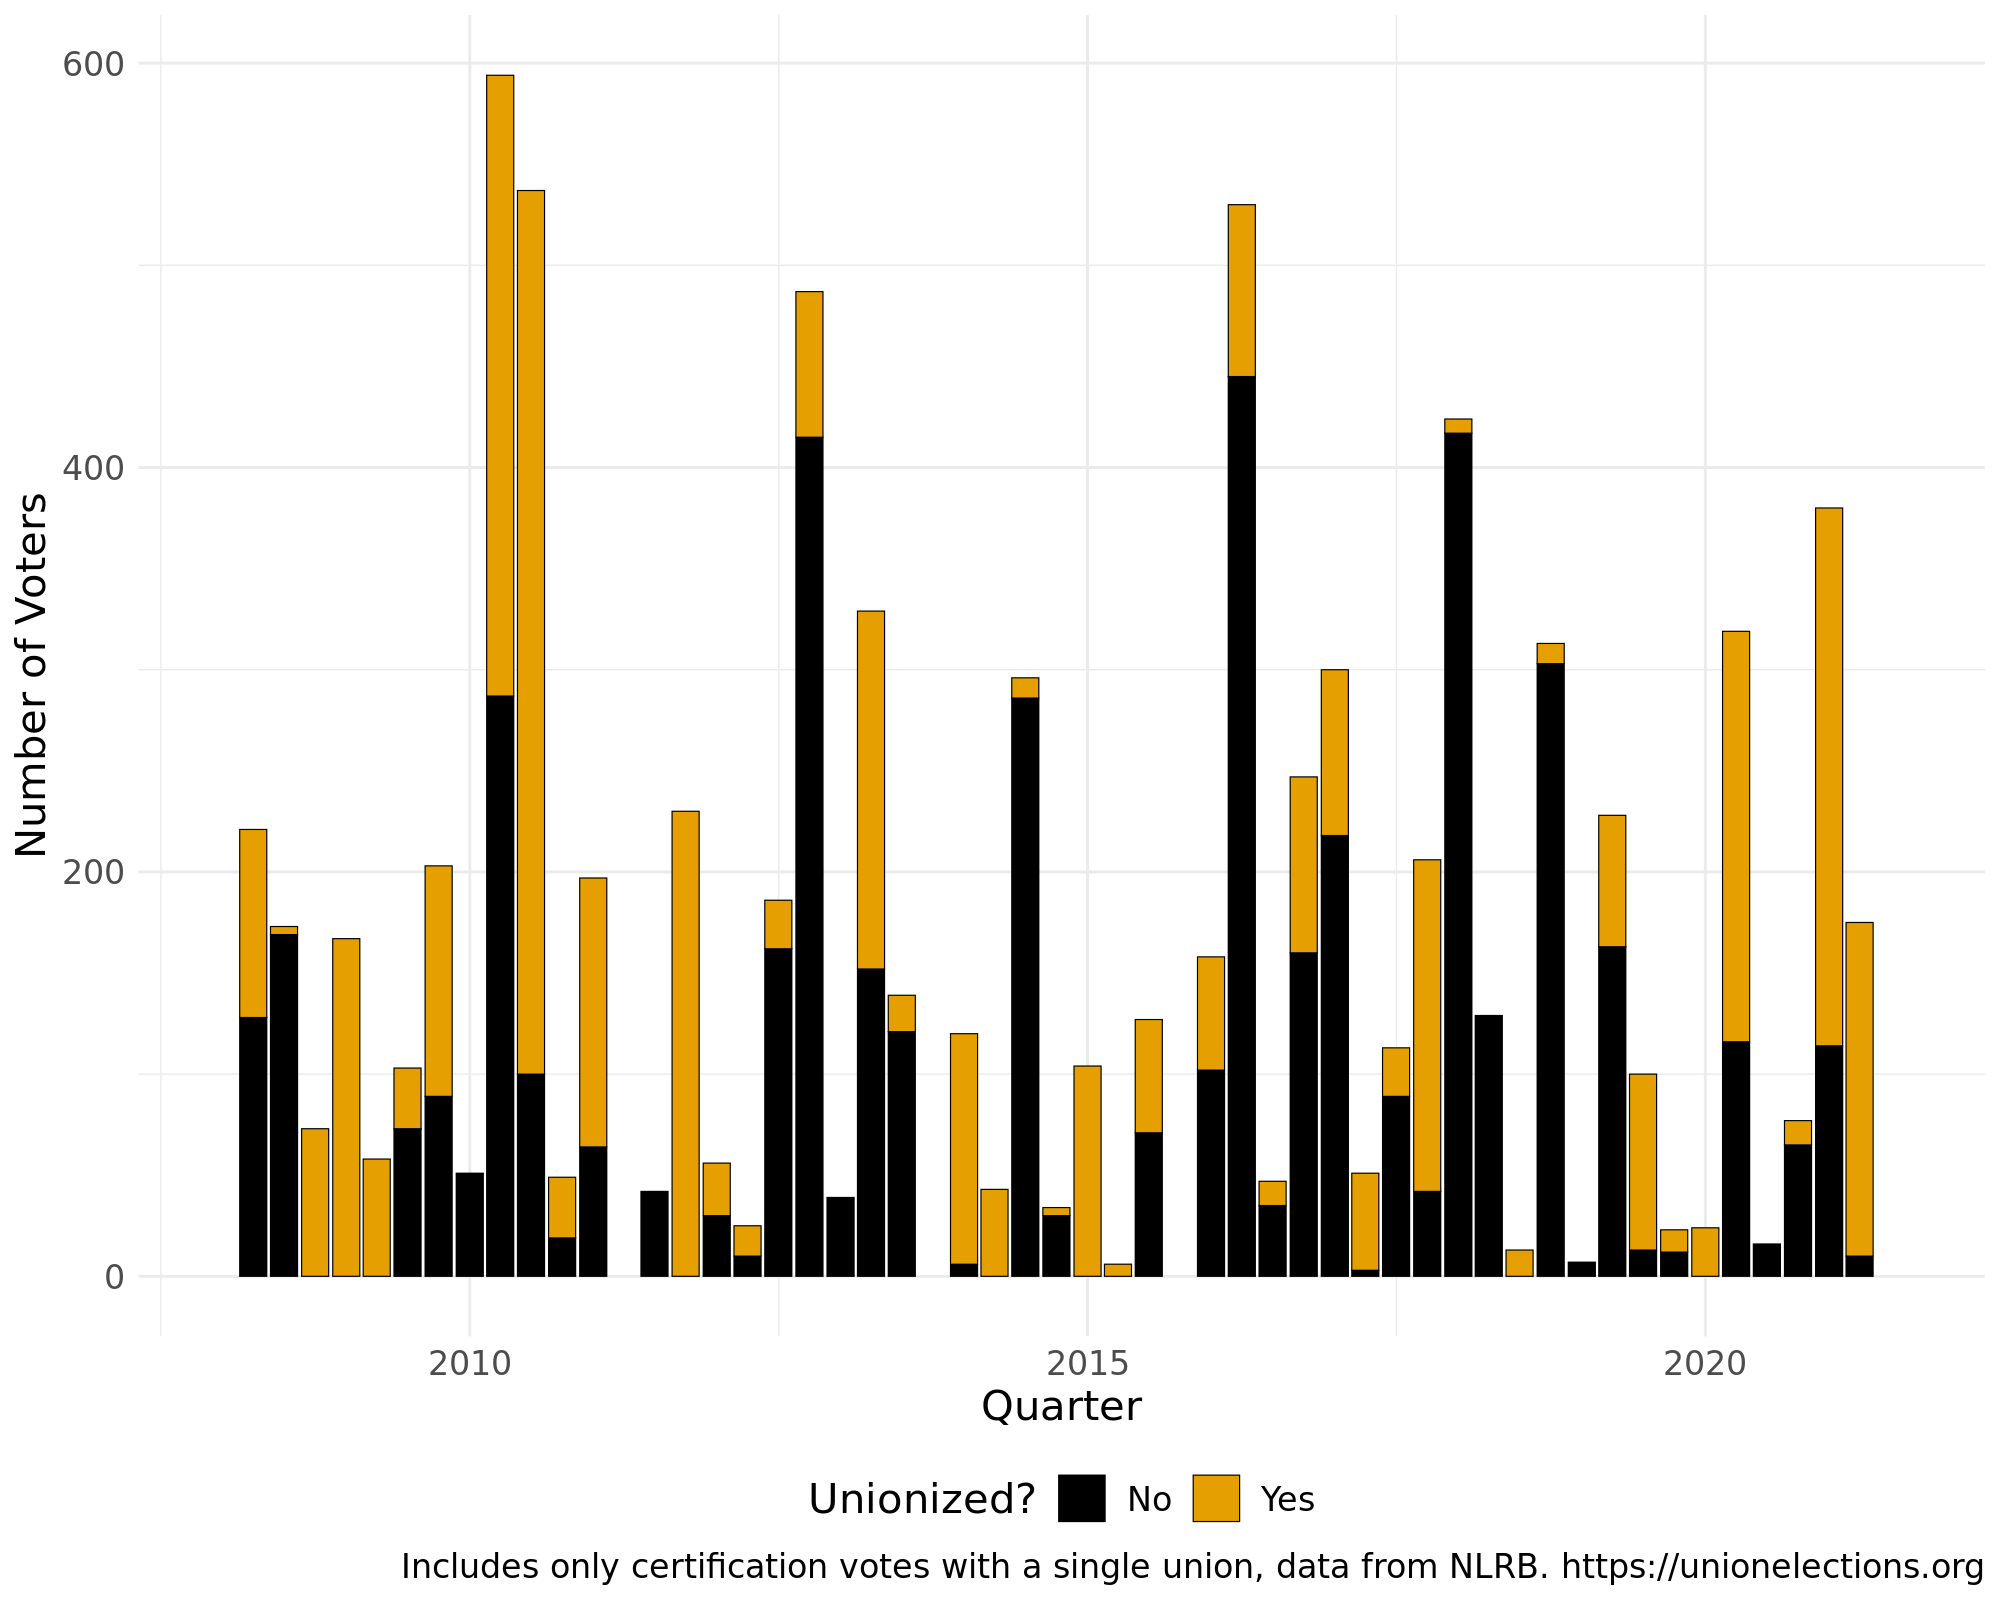 600
400
200
0
Number of Voters
2010
2015
2020
Quarter
Unionized? No Yes
Includes only certification votes with a single union, data from NLRB. https://unionelections.org